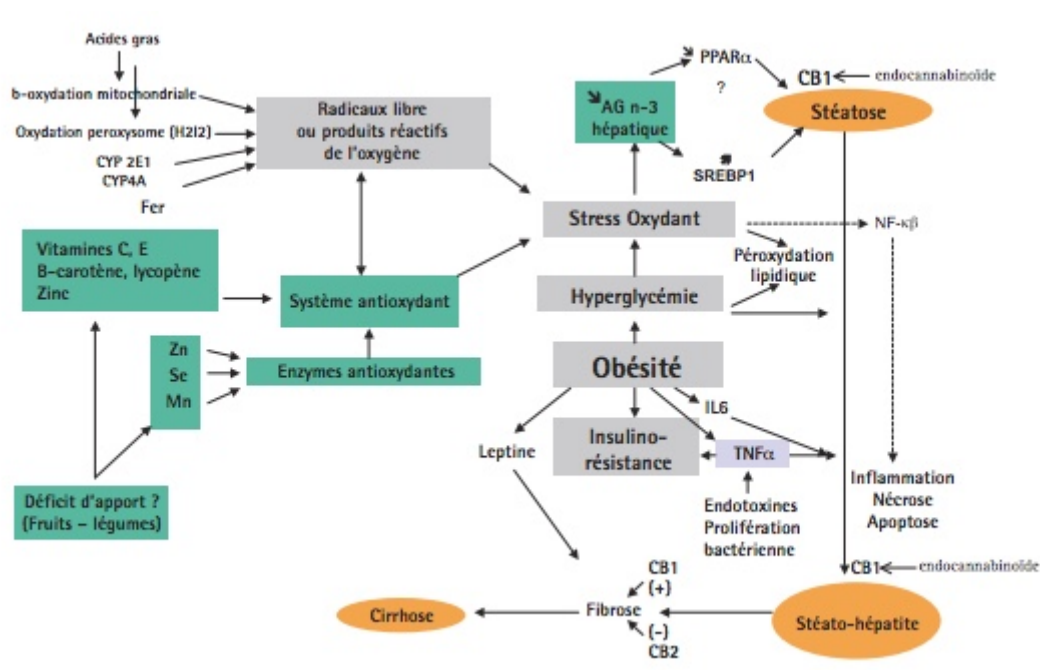 Acides gras
b-oxydation mitochondriale
Oxydation peroxysome (H2l2)
CYP 2E1
CYP4A
Fer
Radicaux libre
ou produits réactifs
de l'oxygène
Vitamines C, E
B-carotène, lycopène
Zinc
Système antioxydant
Zn
Se
Mn
Enzymes antioxydantes
Déficit d'apport ?
(Fruits – légumes)
AG n-3
hépatique
PPARα
?
SREBP1
CB1
endocannabinoïde
Stéatose
Stress Oxydant
NF-κβ
Péroxydation
lipidique
Hyperglycémie
Obésité
IL6
Leptine
Insulino-
résistance
TNFα
Endotoxines
Prolifération
bactérienne
Inflammation
Nécrose
Apoptose
CB1
endocannabinoïde
Stéato-hépatite
CB1
(+)
Fibrose
(-)
CB2
Cirrhose